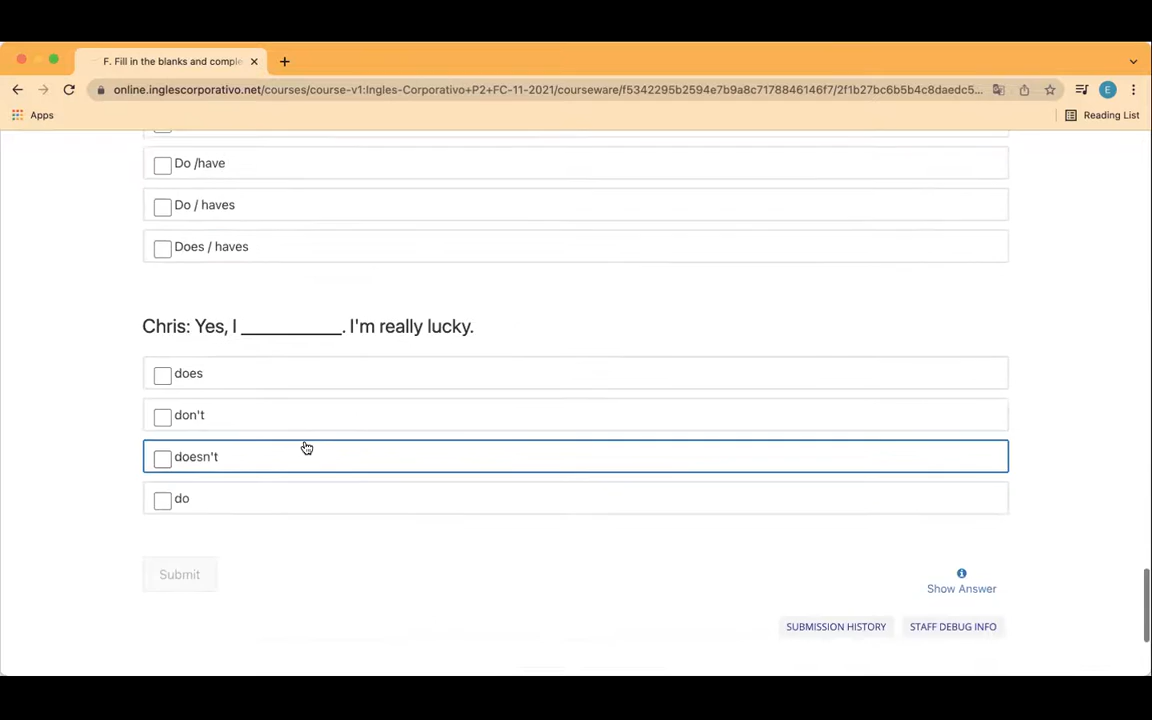 F. Fill in the blanks and comple
online.inglescorporativo.net/courses/course-v1:Ingles-Corporativo+P2+FC-11-2021/courseware/f5342295b2594e7b9a8c7178846146f7/2f1b27bc6b5b4c8daedc5...
E
Apps
Reading List
Do /have
Do / haves
Does / haves
Chris: Yes, I ___________. I'm really lucky.
does
don't
doesn't
do
Submit
Show Answer
SUBMISSION HISTORY
STAFF DEBUG INFO